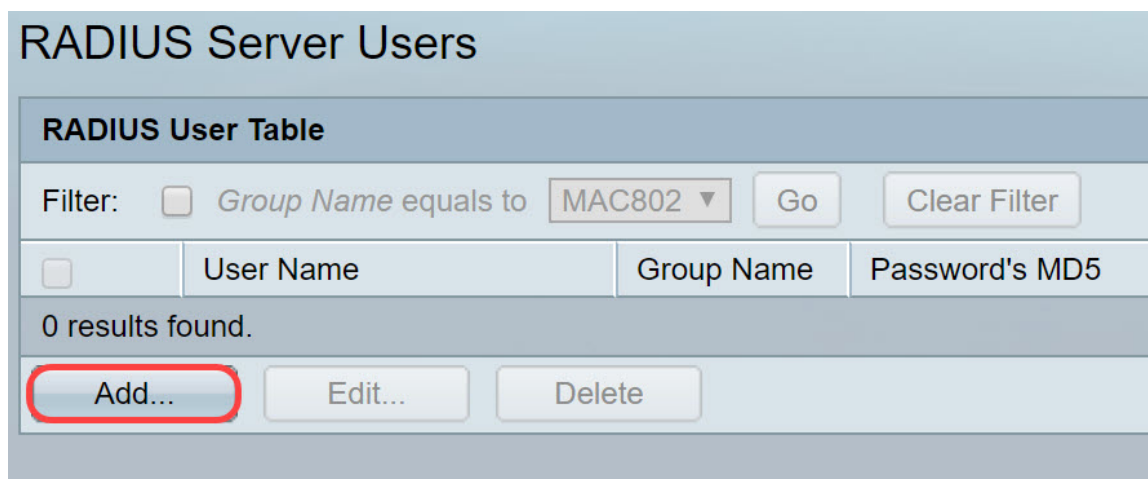 RADIUS Server Users
RADIUS User Table
Filter: Group Name equals to MAC802 Go Clear Filter
User Name Group Name Password's MD5
0 results found.
Add... Edit... Delete